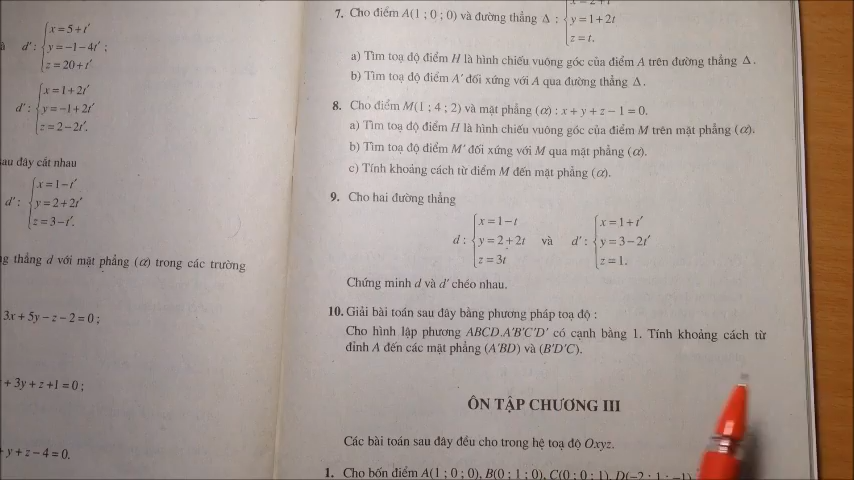 x = 5 + t'
d' : y = −1 − 4t' ;
z = 20 + t'
x = 1 + 2t'
d' : y = −1 + 2t'
z = 2 − 2t'.
sau đây cắt nhau
x = 1 − t'
d' : y = 2 + 2t'
z = 3 − t'.
thẳng d với mặt phẳng (α) trong các trường
3x + 5y − z − 2 = 0 ;
+ 3y + z + 1 = 0 ;
+ y + z − 4 = 0.
7. Cho điểm A(1 ; 0 ; 0) và đường thẳng Δ : y = 1 + 2t
z = t.
a) Tìm toạ độ điểm H là hình chiếu vuông góc của điểm A trên đường thẳng Δ.
b) Tìm toạ độ điểm A' đối xứng với A qua đường thẳng Δ.
8. Cho điểm M(1 ; 4 ; 2) và mặt phẳng (α) : x + y + z − 1 = 0.
a) Tìm toạ độ điểm H là hình chiếu vuông góc của điểm M trên mặt phẳng (α).
b) Tìm toạ độ điểm M' đối xứng với M qua mặt phẳng (α).
c) Tính khoảng cách từ điểm M đến mặt phẳng (α).
9. Cho hai đường thẳng
x = 1 − t x = 1 + t'
d : y = 2 + 2t và d' : y = 3 − 2t'
z = 3t z = 1.
Chứng minh d và d' chéo nhau.
10. Giải bài toán sau đây bằng phương pháp toạ độ :
Cho hình lập phương ABCD.A'B'C'D' có cạnh bằng 1. Tính khoảng cách từ
đỉnh A đến các mặt phẳng (A'BD) và (B'D'C).
ÔN TẬP CHƯƠNG III
Các bài toán sau đây đều cho trong hệ toạ độ Oxyz.
1. Cho bốn điểm A(1 ; 0 ; 0), B(0 ; 1 ; 0), C(0 ; 0 ; 1), D(−2 ; 1 ; −1)